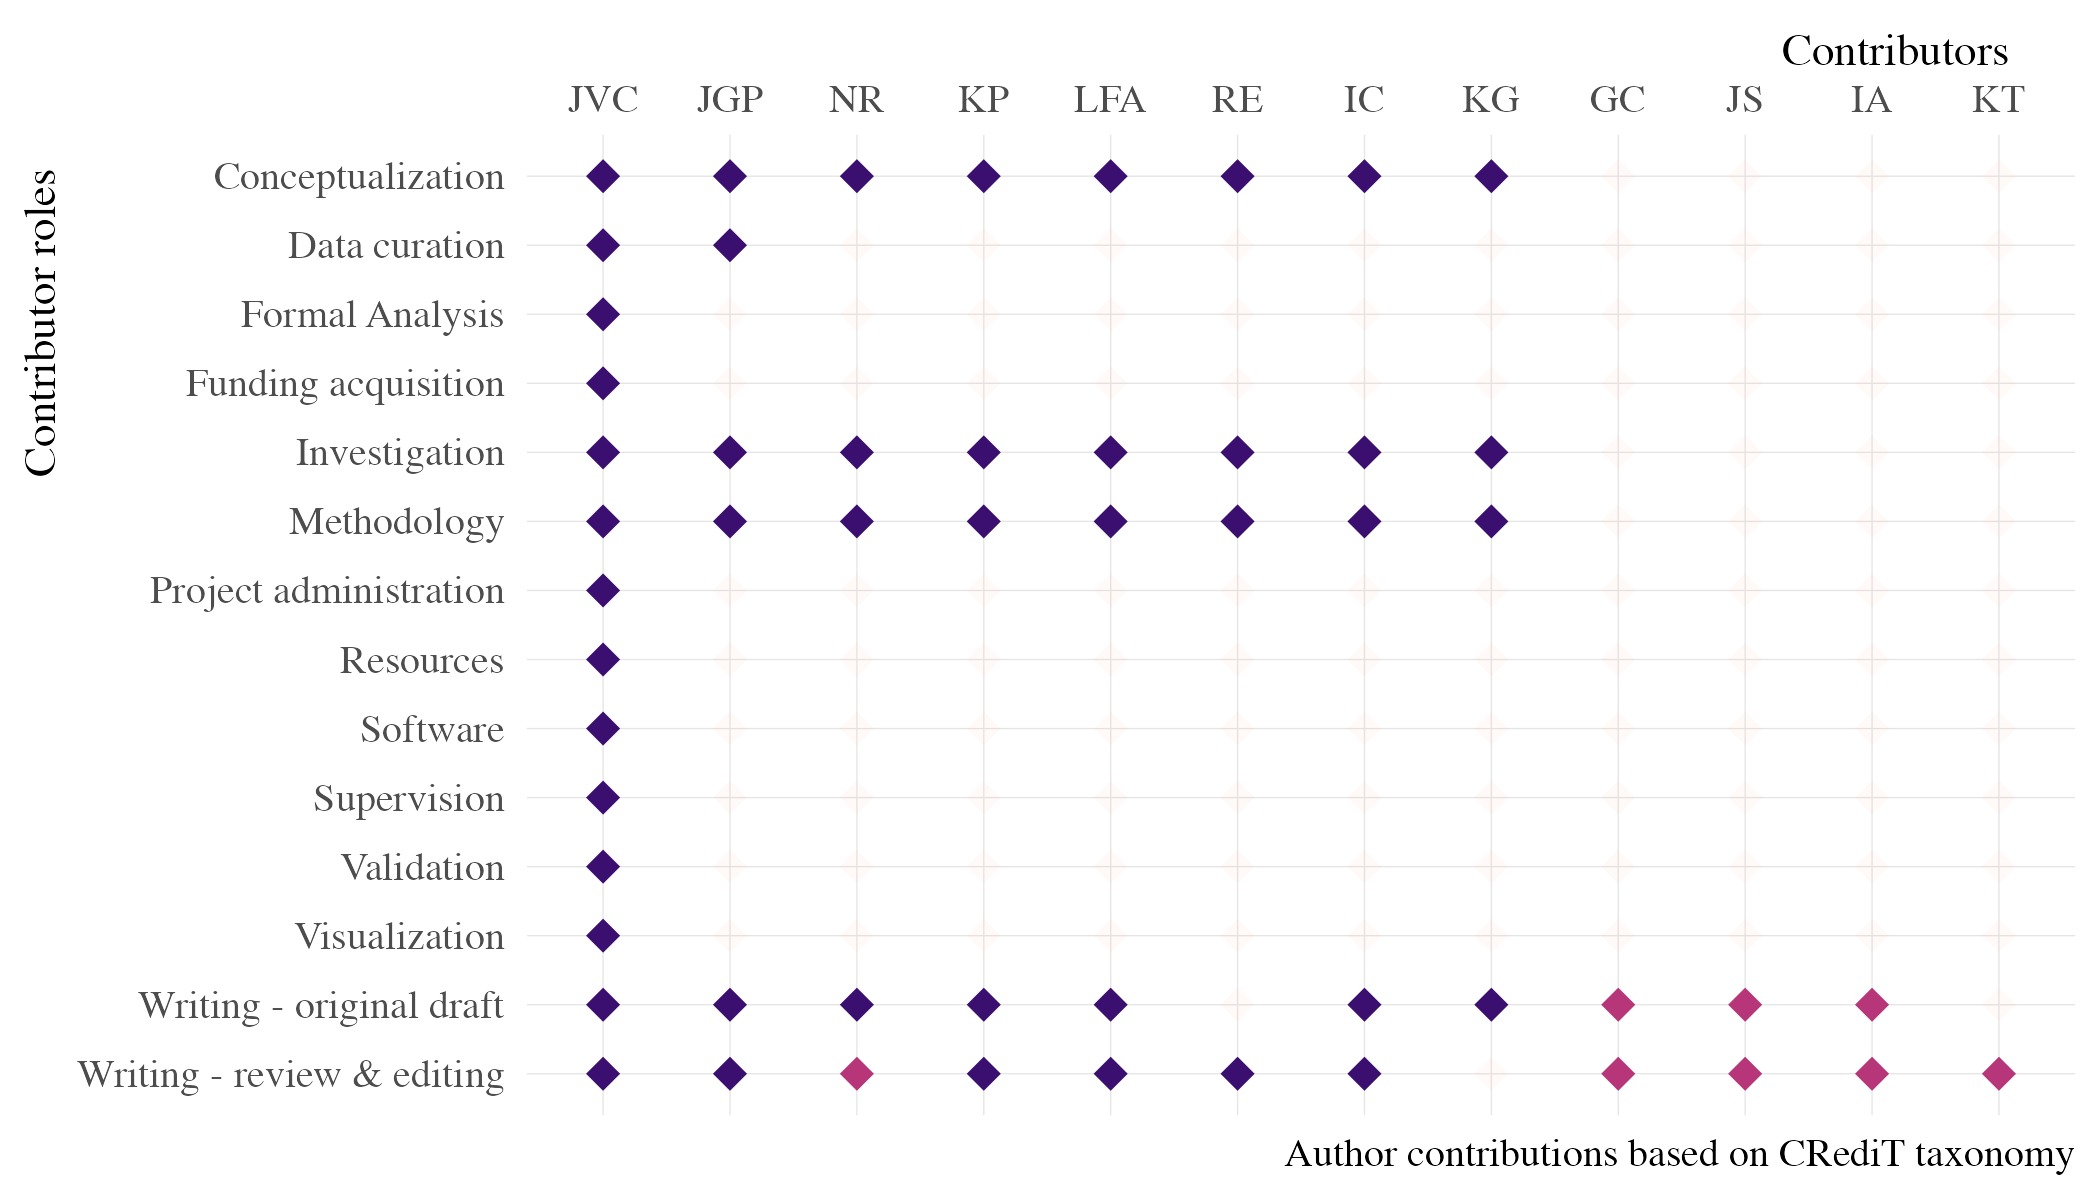 Contributors
JVC JGP NR KP LFA RE IC KG GC JS IA KT
Contributor roles
Conceptualization
Data curation
Formal Analysis
Funding acquisition
Investigation
Methodology
Project administration
Resources
Software
Supervision
Validation
Visualization
Writing - original draft
Writing - review & editing
Author contributions based on CRediT taxonomy